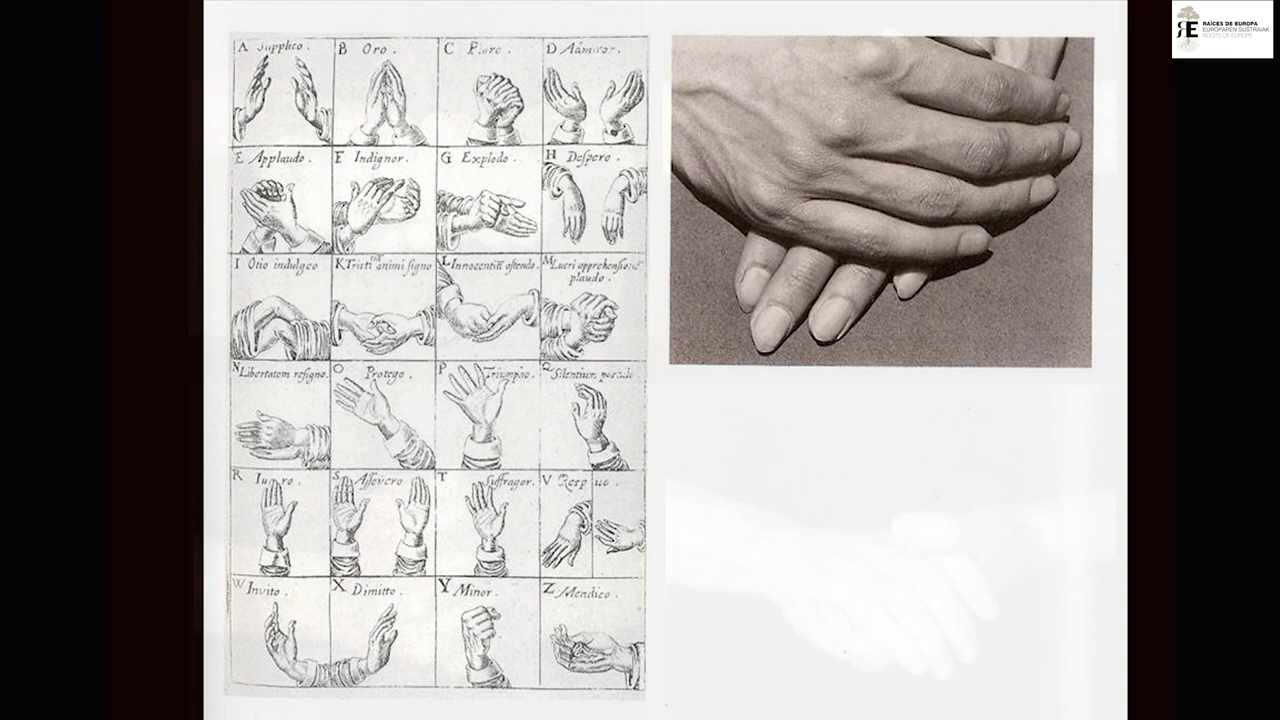 A Supplico.
B Oro.
C Ploro.
D Admiror.
E Applaudo.
F Indignor.
G Explodo.
H Despero.
I Otio indulgeo
K Tristitiā animi signo
L Innocentiā ostendo.
M Lucri apprehensionē
plaudo.
N Libertatem resigno.
O Protego.
P Triumpho.
Q Silentium postulo.
R Iuro.
S Assevero
T Suffragor.
V Respuo.
W Invito.
X Dimitto.
Y Minor.
Z Mendico.
RAÍCES DE EUROPA
EUROPAREN SUSTRAIAK
ROOTS OF EUROPE